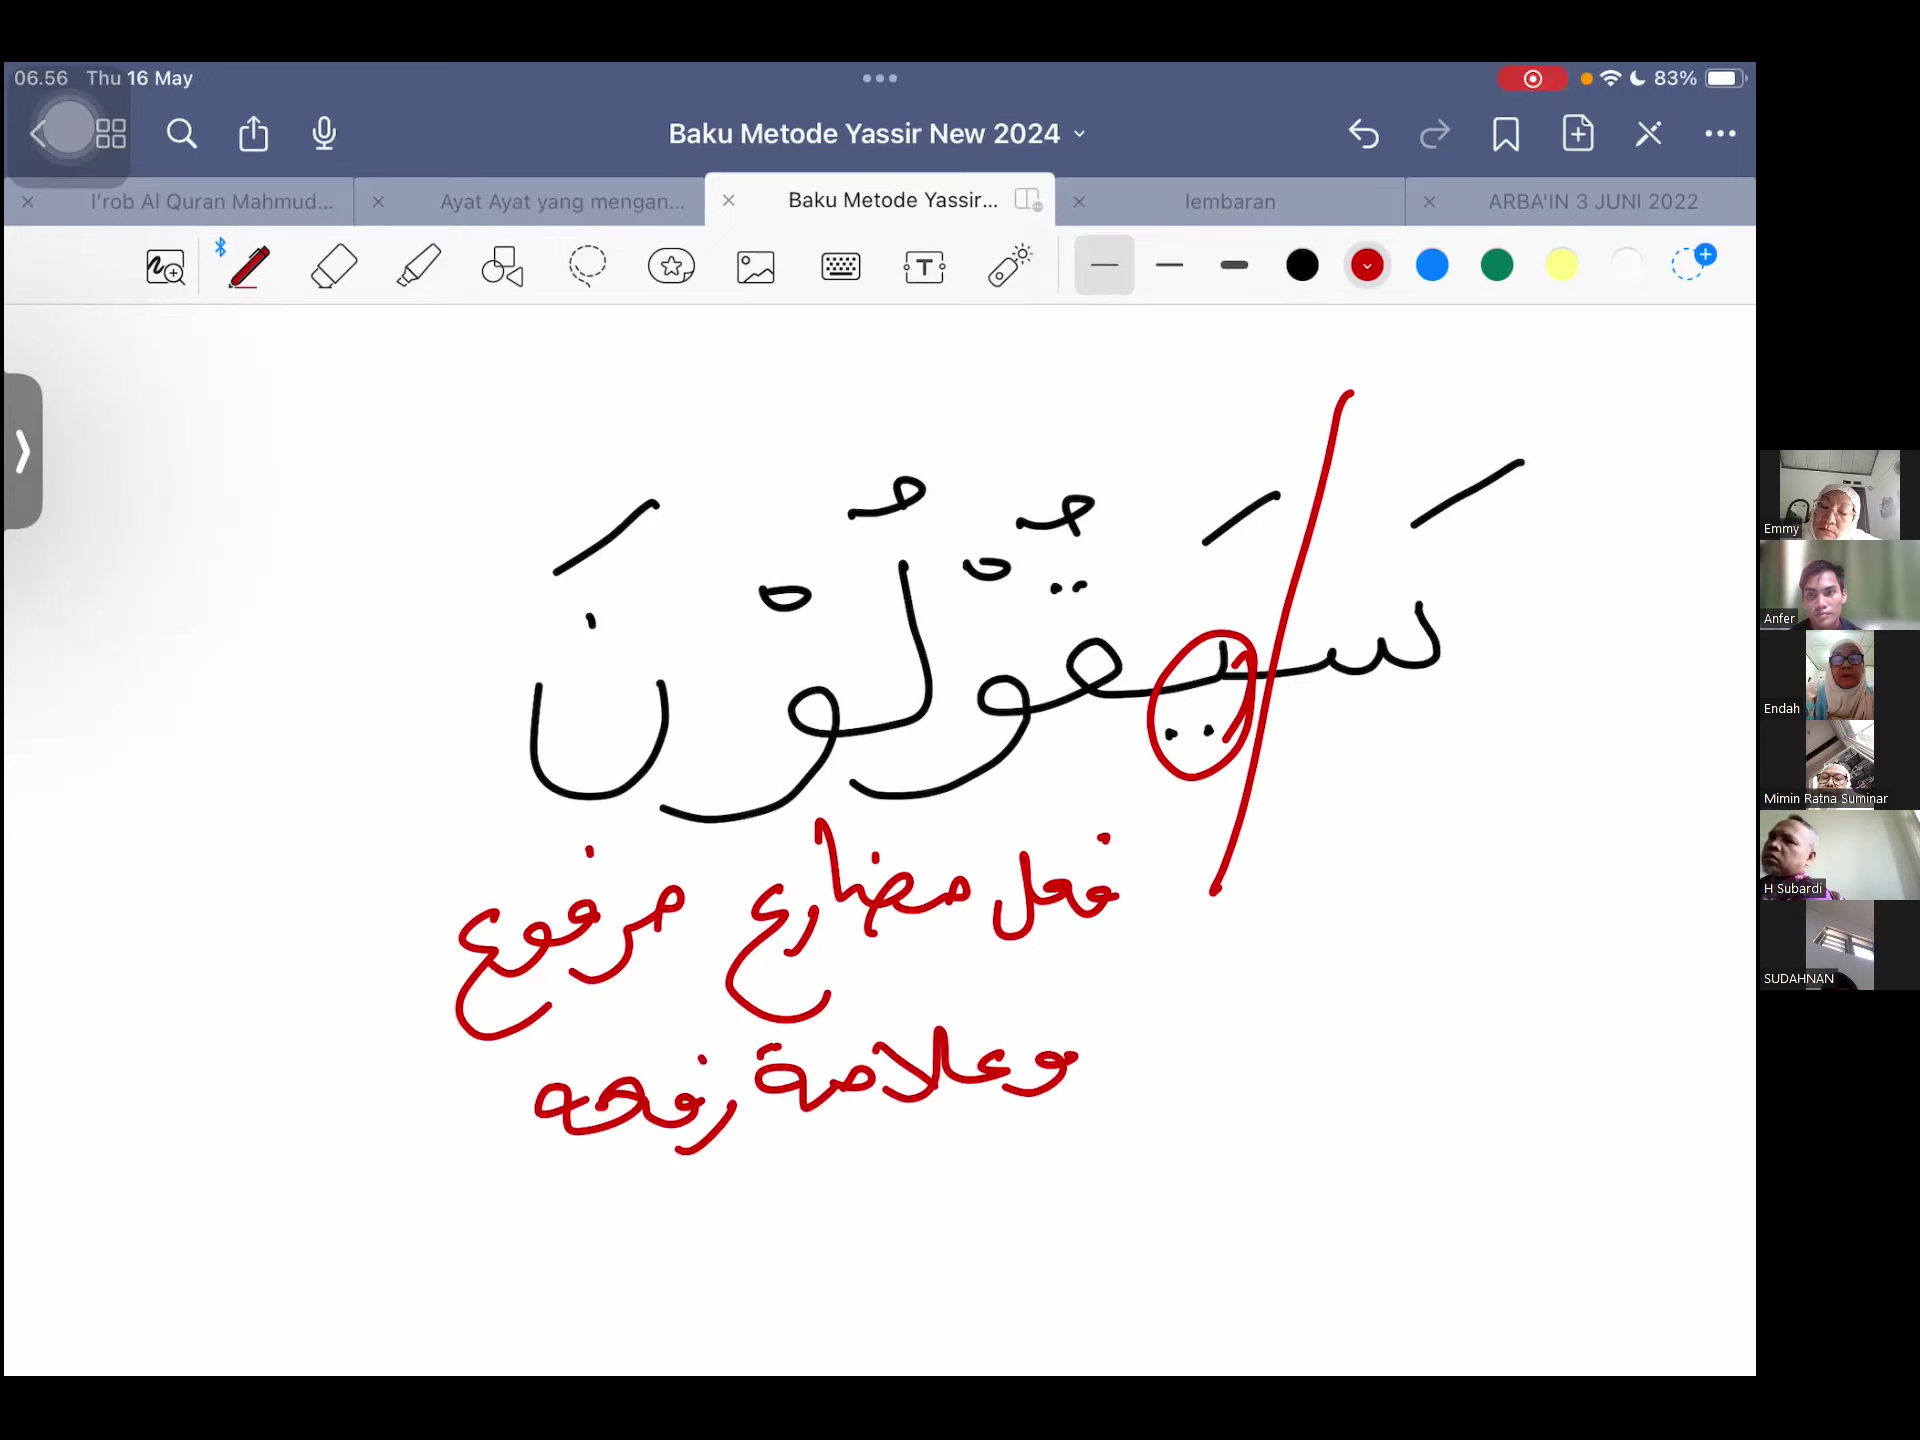 06.56 Thu 16 May
83%
Baku Metode Yassir New 2024
I'rob Al Quran Mahmud...
Ayat Ayat yang mengan...
Baku Metode Yassir...
lembaran
ARBA'IN 3 JUNI 2022
سَيَقُوْلُوْنَ
فعل مضارع مرفوع
وعلامة رفعه
Emmy
Anfer
Endah
Mimin Ratna Suminar
H Subardi
SUDAHNAN